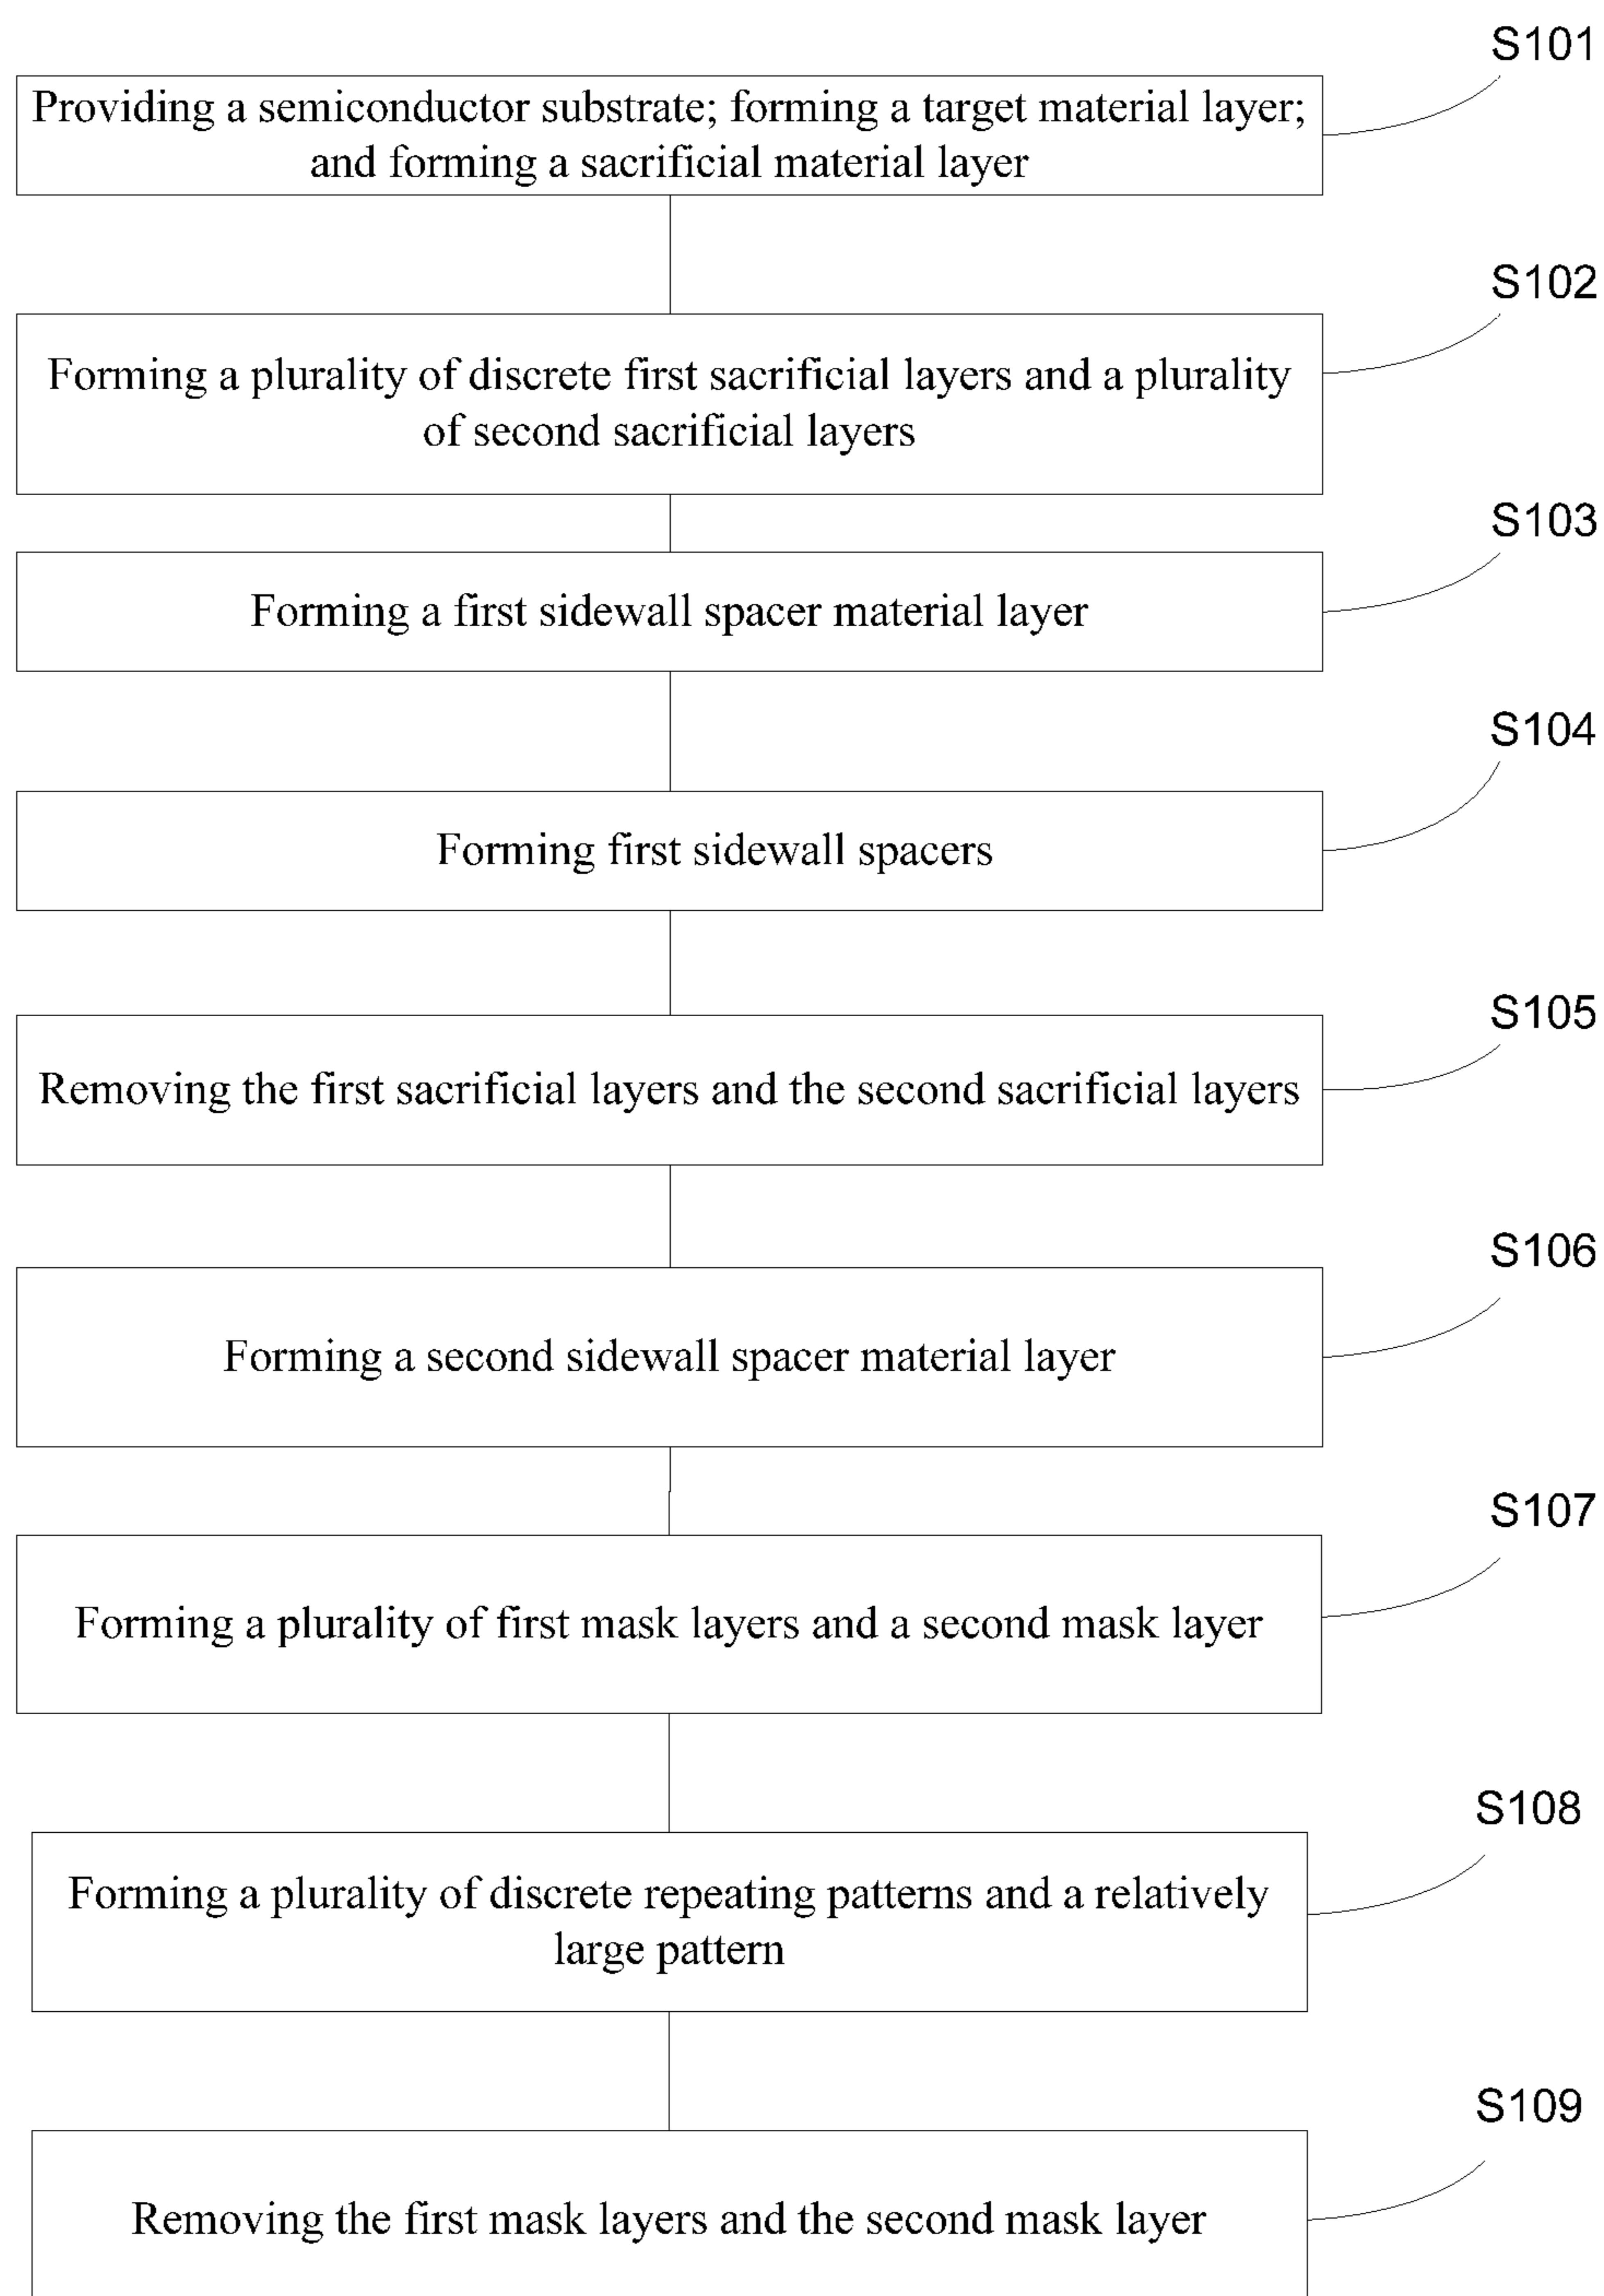 S101
Providing a semiconductor substrate; forming a target material layer;
and forming a sacrificial material layer
S102
Forming a plurality of discrete first sacrificial layers and a plurality
of second sacrificial layers
S103
Forming a first sidewall spacer material layer
S104
Forming first sidewall spacers
S105
Removing the first sacrificial layers and the second sacrificial layers
S106
Forming a second sidewall spacer material layer
S107
Forming a plurality of first mask layers and a second mask layer
S108
Forming a plurality of discrete repeating patterns and a relatively
large pattern
S109
Removing the first mask layers and the second mask layer